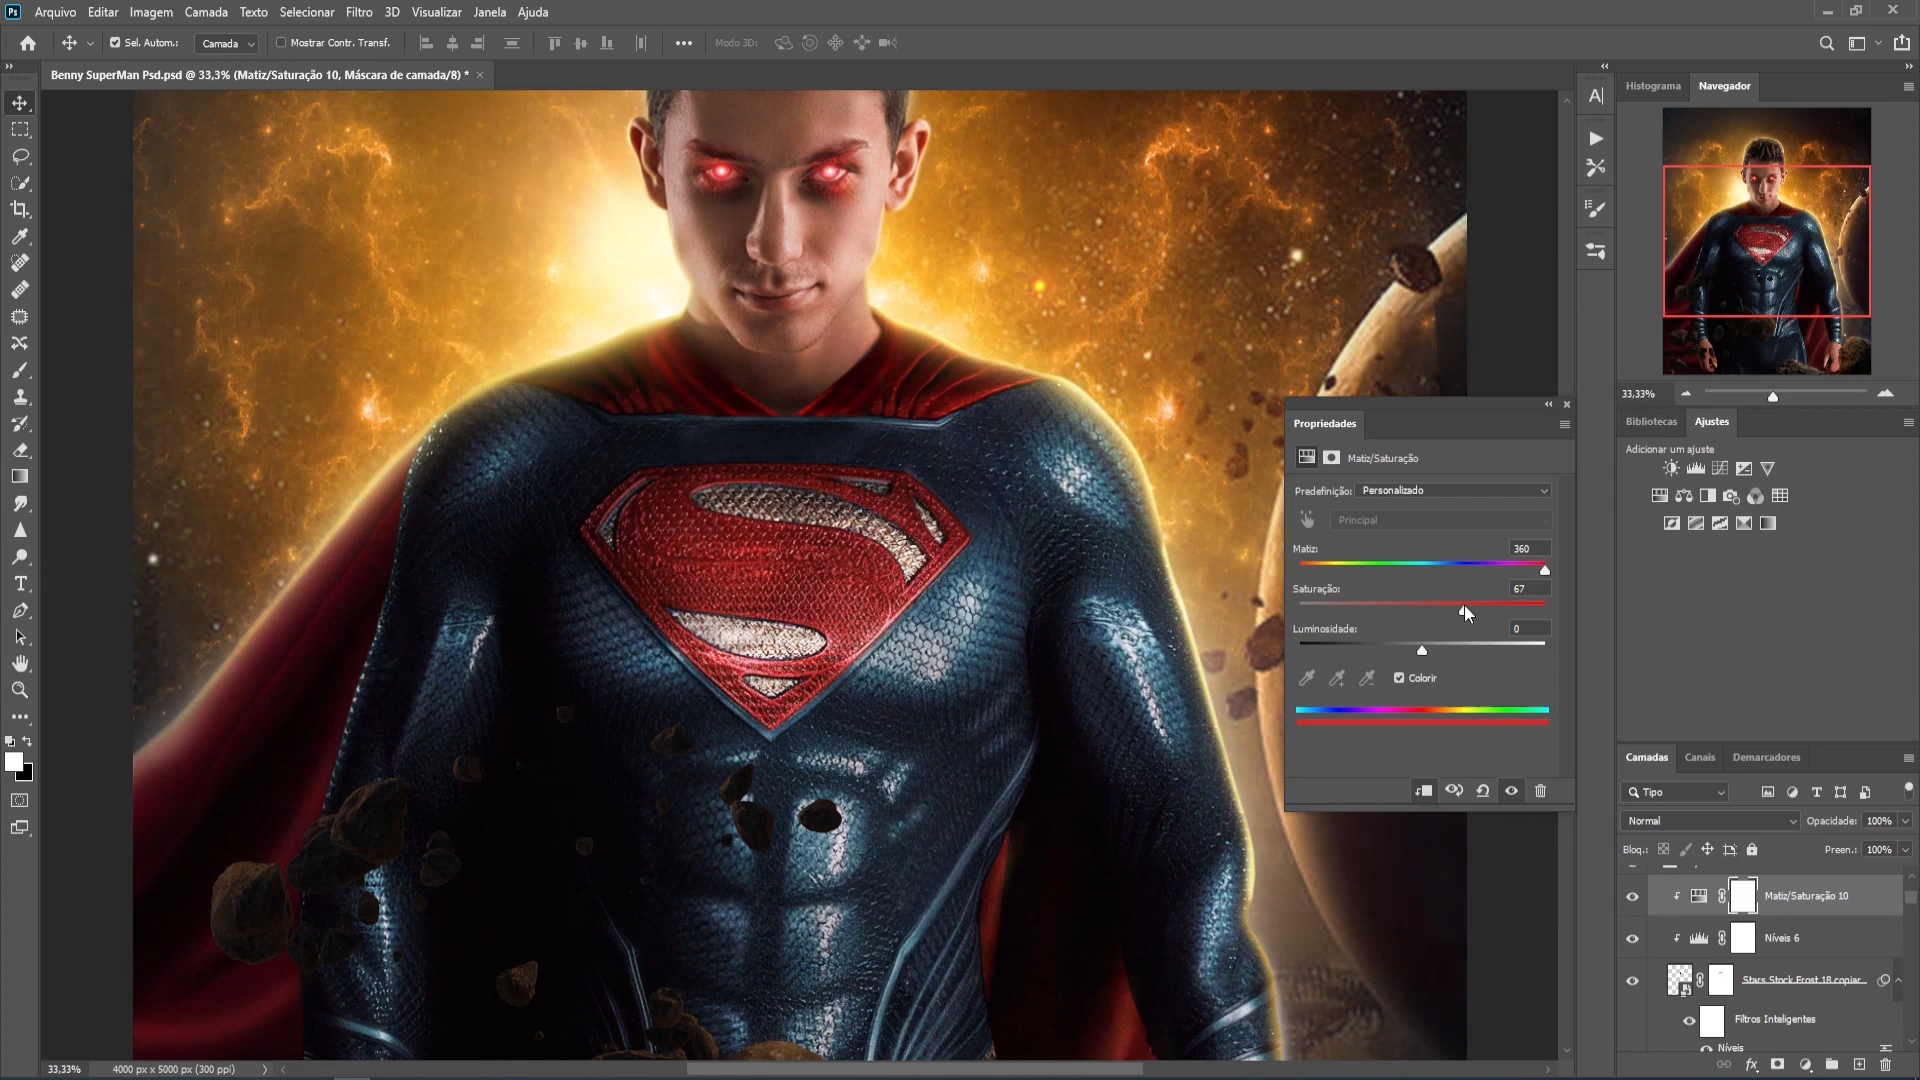 Ps Arquivo Editar Imagem Camada Texto Selecionar Filtro 3D Visualizar Janela Ajuda
Sel. Autom.: Camada Mostrar Contr. Transf. Modo 3D:
Benny SuperMan Psd.psd @ 33,3% (Matiz/Saturação 10, Máscara de camada/8) *
Histograma Navegador
33,33%
Bibliotecas Ajustes
Adicionar um ajuste
Propriedades
Matiz/Saturação
Predefinição: Personalizado
Principal
Matiz: 360
Saturação: 67
Luminosidade: 0
Colorir
Camadas Canais Demarcadores
Tipo
Normal Opacidade: 100%
Bloq.: Preen.: 100%
Matiz/Saturação 10
Níveis 6
Stars Stock Frost 18 copiar
Filtros Inteligentes
Níveis
33,33% 4000 px x 5000 px (300 ppi)